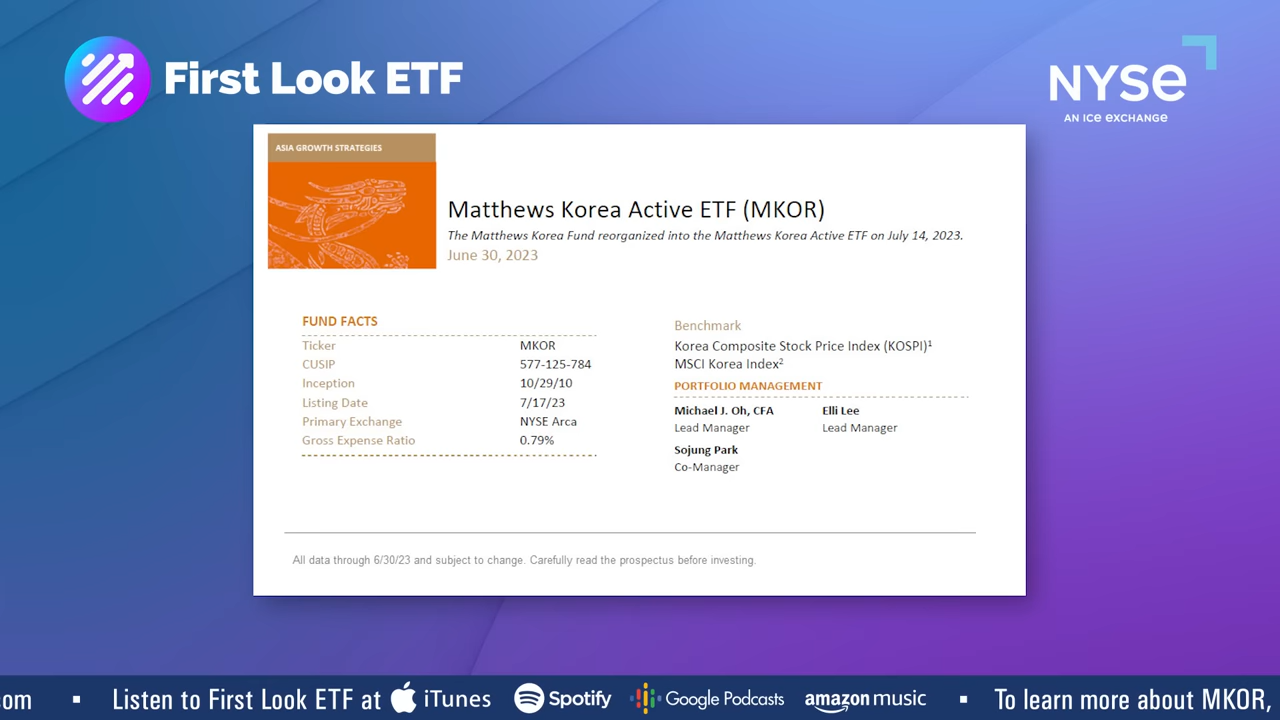 First Look ETF
NYSE
AN ICE EXCHANGE
ASIA GROWTH STRATEGIES
Matthews Korea Active ETF (MKOR)
The Matthews Korea Fund reorganized into the Matthews Korea Active ETF on July 14, 2023.
June 30, 2023
FUND FACTS
Ticker MKOR
CUSIP 577-125-784
Inception 10/29/10
Listing Date 7/17/23
Primary Exchange NYSE Arca
Gross Expense Ratio 0.79%
Benchmark
Korea Composite Stock Price Index (KOSPI)¹
MSCI Korea Index²
PORTFOLIO MANAGEMENT
Michael J. Oh, CFA Elli Lee
Lead Manager Lead Manager
Sojung Park
Co-Manager
All data through 6/30/23 and subject to change. Carefully read the prospectus before investing.
om ▪ Listen to First Look ETF at iTunes Spotify Google Podcasts amazon music ▪ To learn more about MKOR,